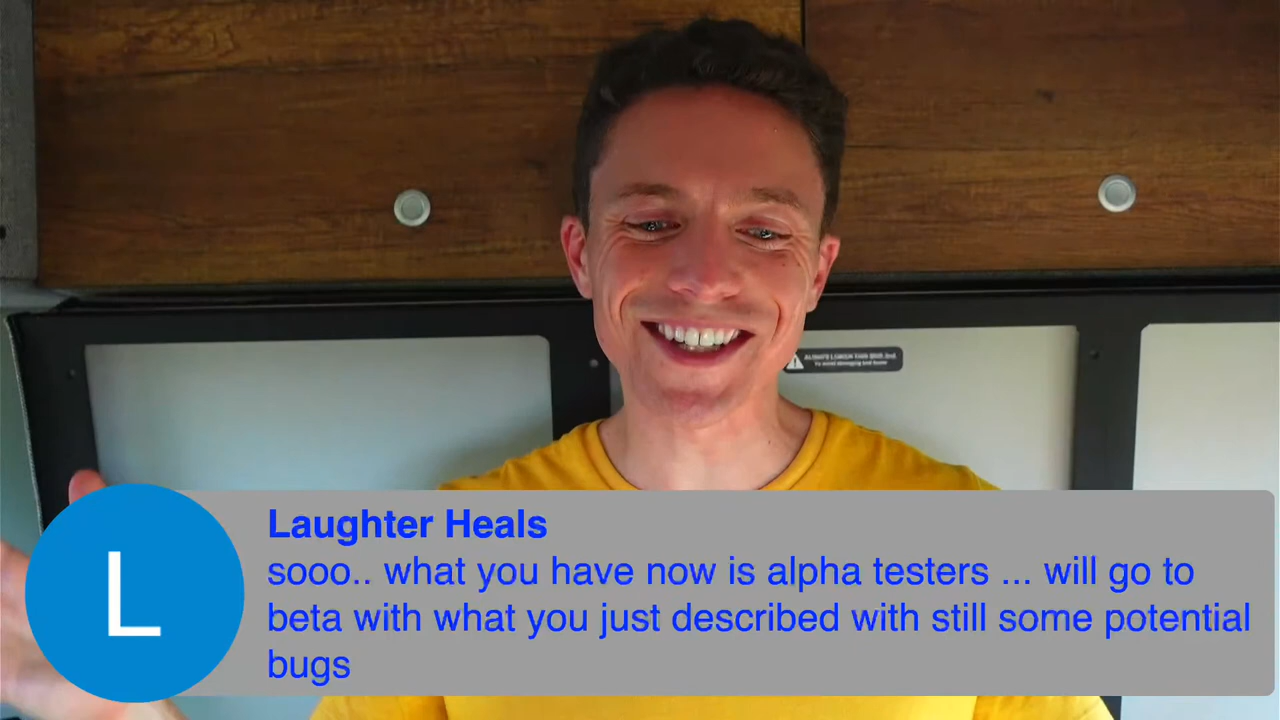 L
Laughter Heals
sooo.. what you have now is alpha testers ... will go to
beta with what you just described with still some potential
bugs